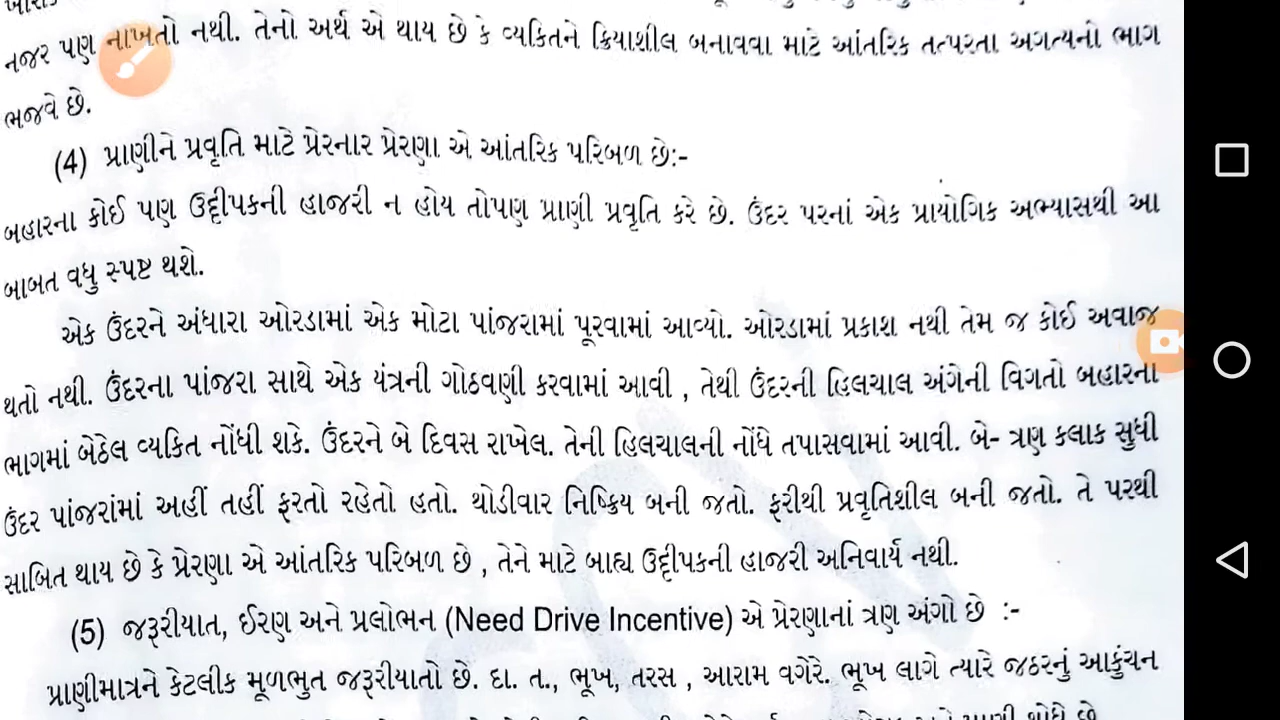 નજર પણ નાખતો નથી. તેનો અર્થ એ થાય છે કે વ્યકિતને ક્રિયાશીલ બનાવવા માટે આંતરિક તત્પરતા અગત્યનો ભાગ
ભજવે છે.
(4) પ્રાણીને પ્રવૃતિ માટે પ્રેરનાર પ્રેરણા એ આંતરિક પરિબળ છે:-
બહારના કોઈ પણ ઉદ્દીપકની હાજરી ન હોય તોપણ પ્રાણી પ્રવૃતિ કરે છે. ઉંદર પરનાં એક પ્રાયોગિક અભ્યાસથી આ
બાબત વધુ સ્પષ્ટ થશે.
એક ઉંદરને અંધારા ઓરડામાં એક મોટા પાંજરામાં પૂરવામાં આવ્યો. ઓરડામાં પ્રકાશ નથી તેમ જ કોઈ અવાજ
થતો નથી. ઉંદરના પાંજરા સાથે એક યંત્રની ગોઠવણી કરવામાં આવી , તેથી ઉંદરની હિલચાલ અંગેની વિગતો બહારના
ભાગમાં બેઠેલ વ્યકિત નોંધી શકે. ઉંદરને બે દિવસ રાખેલ. તેની હિલચાલની નોંધે તપાસવામાં આવી. બે- ત્રણ કલાક સુધી
ઉંદર પાંજરાંમાં અહીં તહીં ફરતો રહેતો હતો. થોડીવાર નિષ્ક્રિય બની જતો. ફરીથી પ્રવૃતિશીલ બની જતો. તે પરથી
સાબિત થાય છે કે પ્રેરણા એ આંતરિક પરિબળ છે , તેને માટે બાહ્ય ઉદ્દીપકની હાજરી અનિવાર્ય નથી.
(5) જરૂરીયાત, ઈરણ અને પ્રલોભન (Need Drive Incentive) એ પ્રેરણાનાં ત્રણ અંગો છે :-
પ્રાણીમાત્રને કેટલીક મૂળભુત જરૂરીયાતો છે. દા. ત., ભૂખ, તરસ , આરામ વગેરે. ભૂખ લાગે ત્યારે જઠરનું આકુંચન